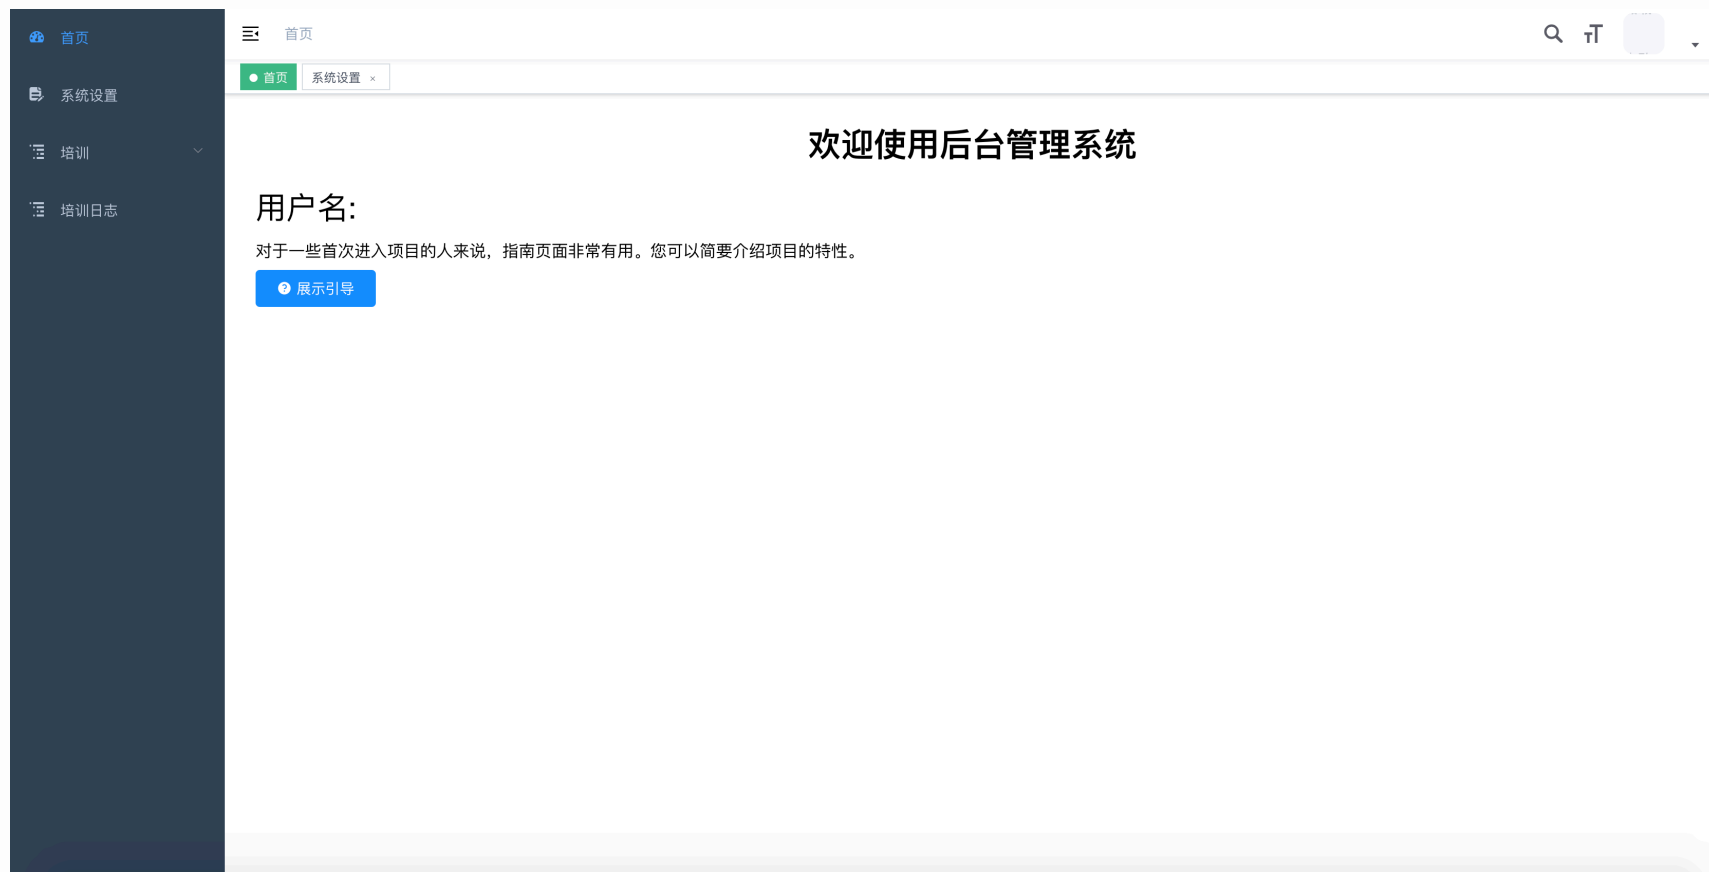 首页
系统设置
培训
培训日志
首页
首页
系统设置 ×
欢迎使用后台管理系统
用户名:
对于一些首次进入项目的人来说，指南页面非常有用。您可以简要介绍项目的特性。
展示引导